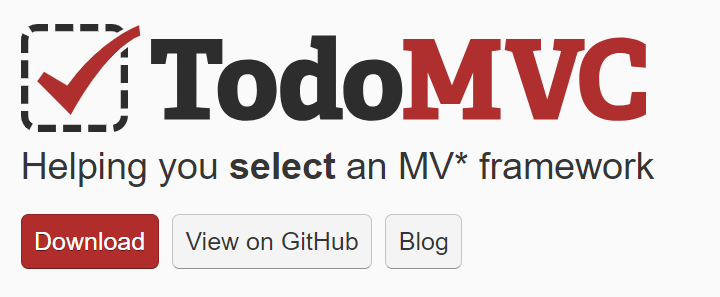 TodoMVC
Helping you select an MV* framework
Download View on GitHub Blog